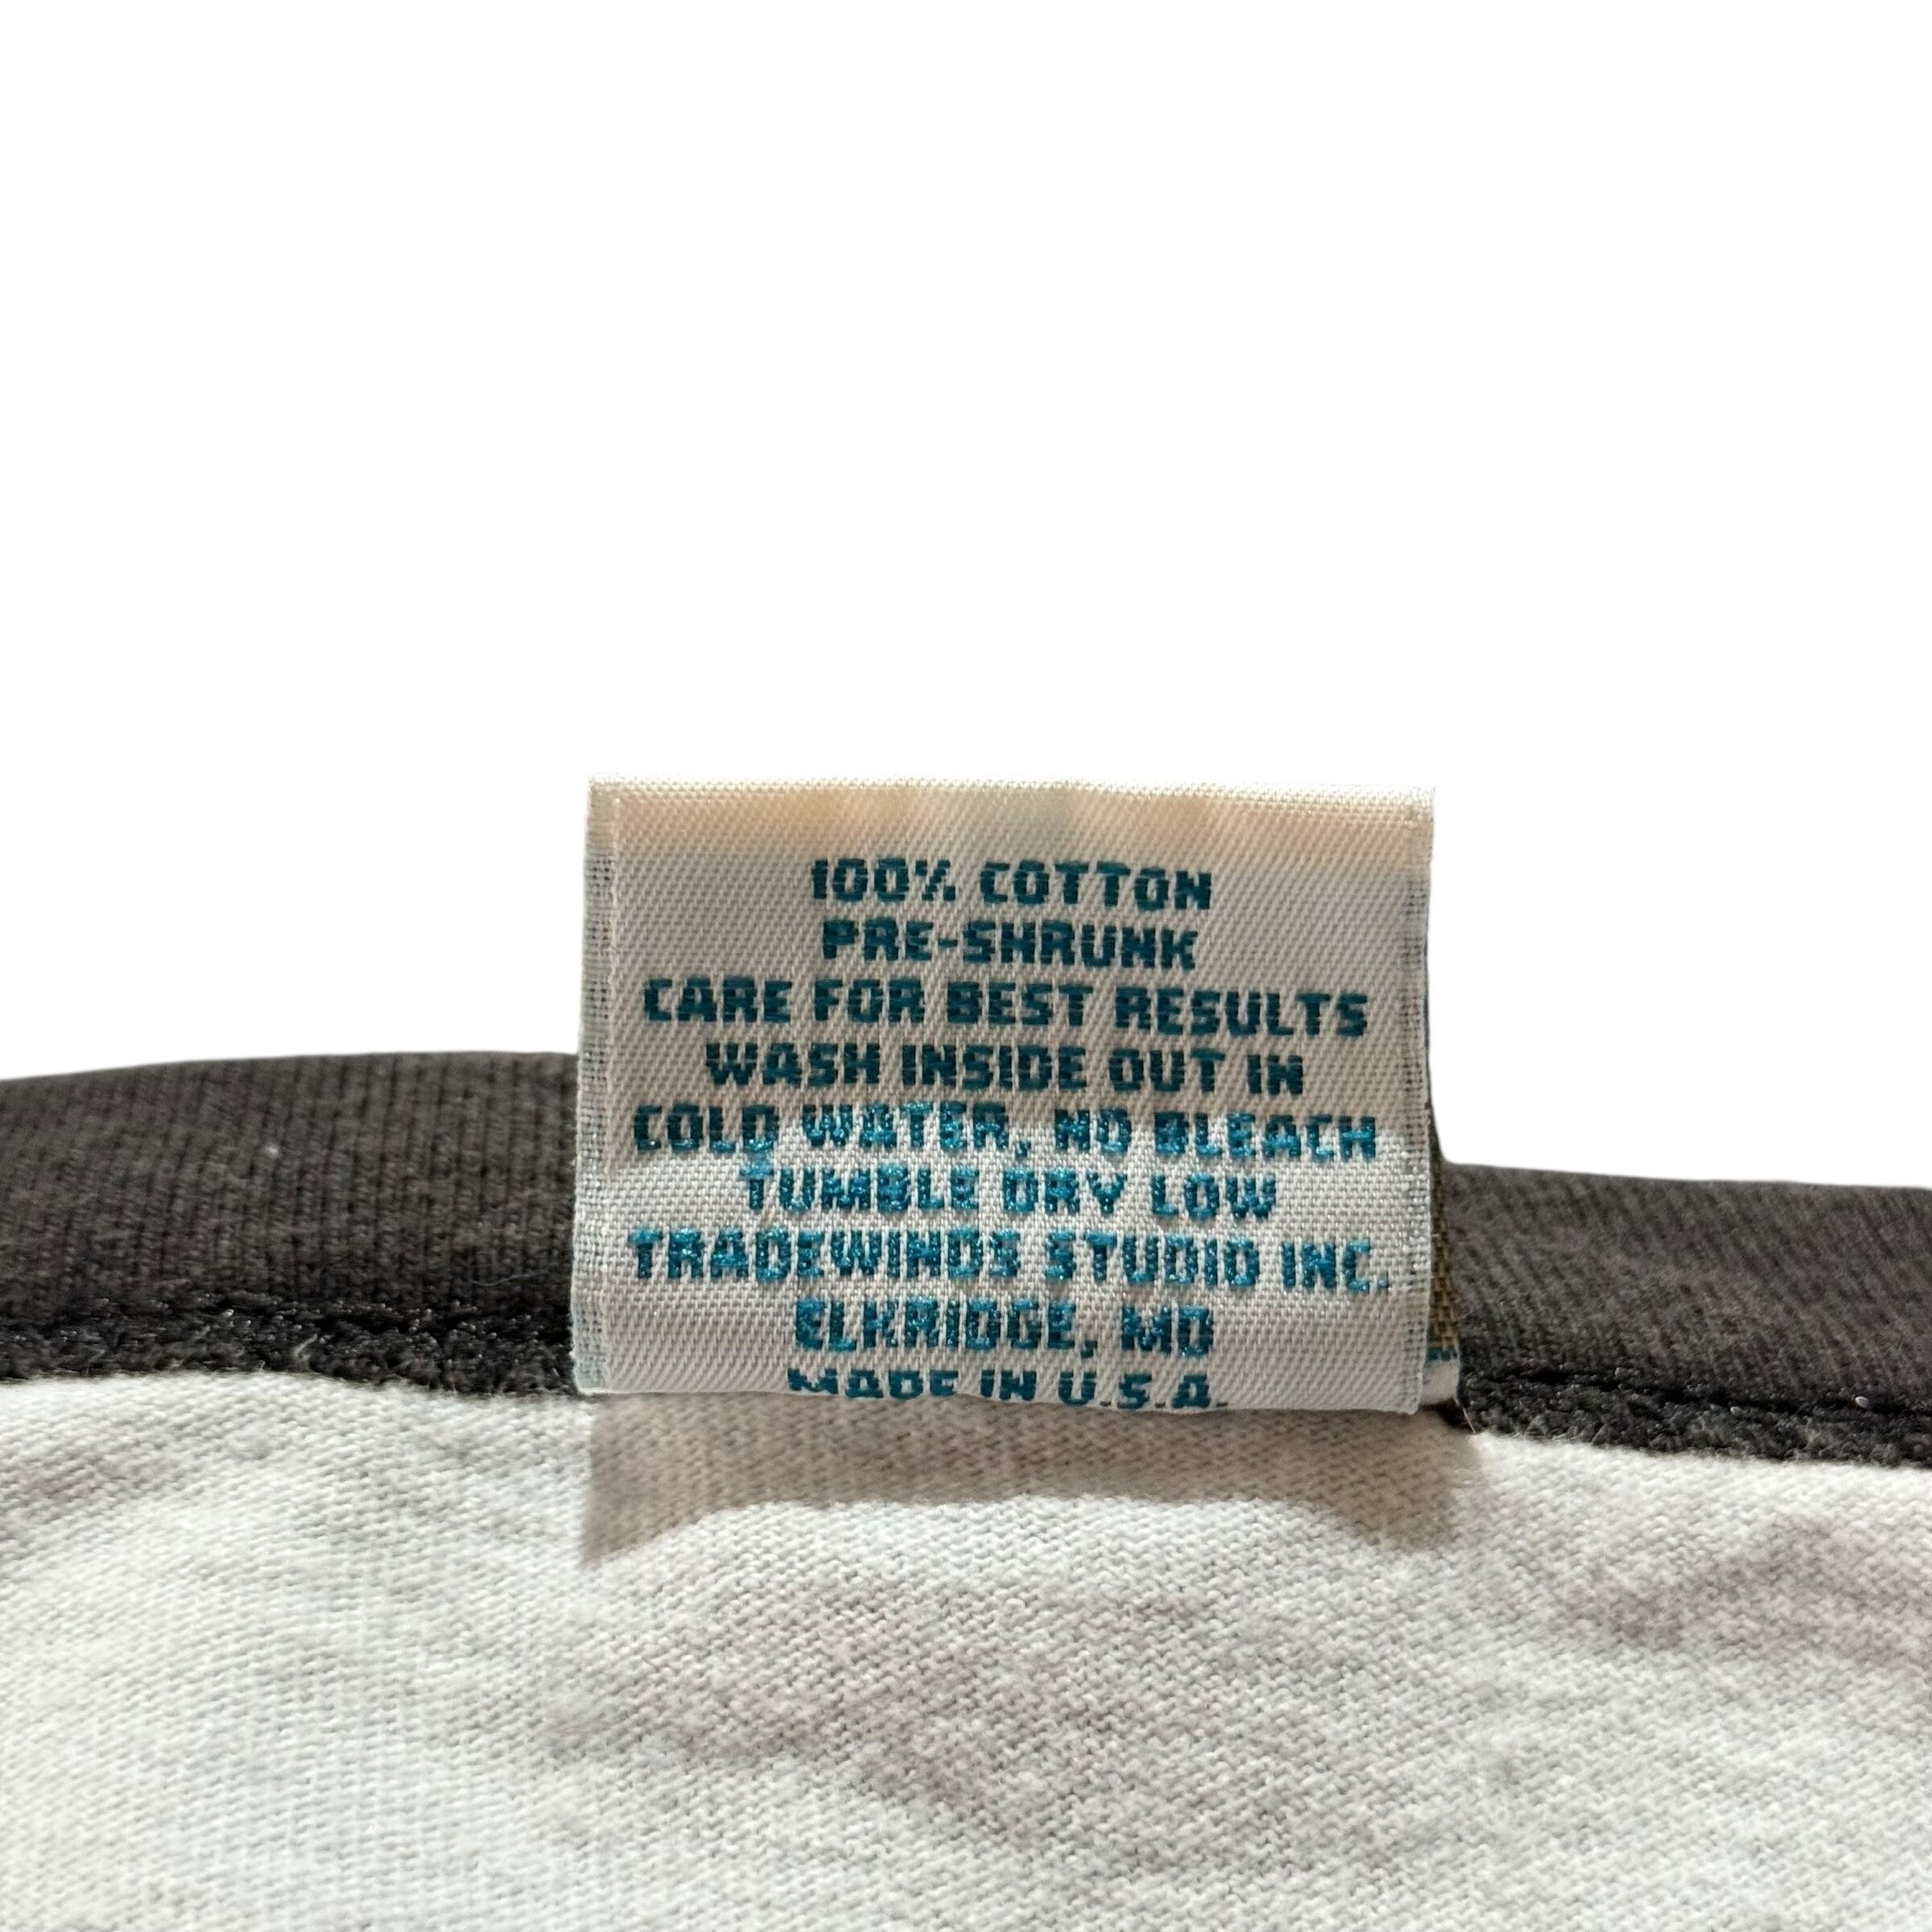 100% COTTON
PRE-SHRUNK
CARE FOR BEST RESULTS
WASH INSIDE OUT IN
COLD WATER, NO BLEACH
TUMBLE DRY LOW
TRADEWINDS STUDIO INC.
ELKRIDGE, MD
MADE IN U.S.A.